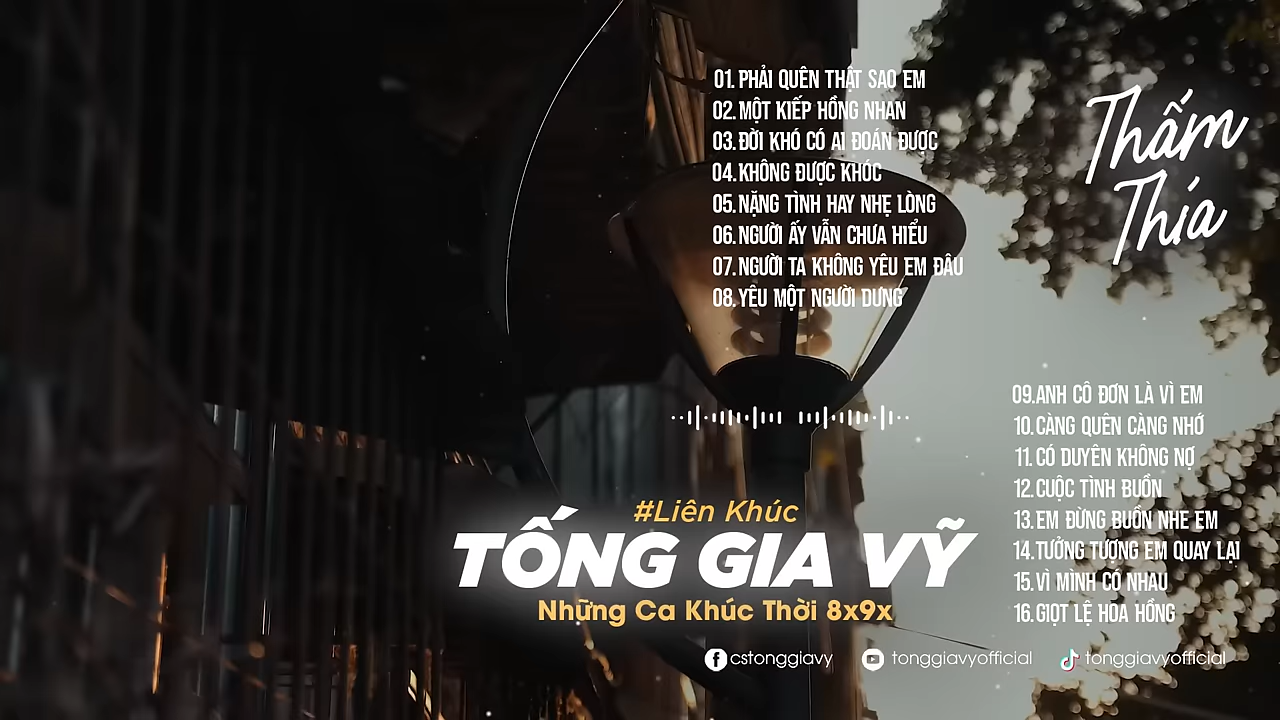 01. PHẢI QUÊN THẬT SAO EM
02. MỘT KIẾP HỒNG NHAN
03. ĐỜI KHÓ CÓ AI ĐOÁN ĐƯỢC
04. KHÔNG ĐƯỢC KHÓC
05. NẶNG TÌNH HAY NHẸ LÒNG
06. NGƯỜI ẤY VẪN CHƯA HIỂU
07. NGƯỜI TA KHÔNG YÊU EM ĐÂU
08. YÊU MỘT NGƯỜI DƯNG
Thấm
Thía
09. ANH CÔ ĐƠN LÀ VÌ EM
10. CÀNG QUÊN CÀNG NHỚ
11. CÓ DUYÊN KHÔNG NỢ
12. CUỘC TÌNH BUỒN
13. EM ĐỪNG BUỒN NHE EM
14. TƯỞNG TƯỢNG EM QUAY LẠI
15. VÌ MÌNH CÓ NHAU
16. GIỌT LỆ HOA HỒNG
#Liên Khúc
TỐNG GIA VỸ
Những Ca Khúc Thời 8x9x
cstonggiavy
tonggiavyofficial
tonggiavyofficial